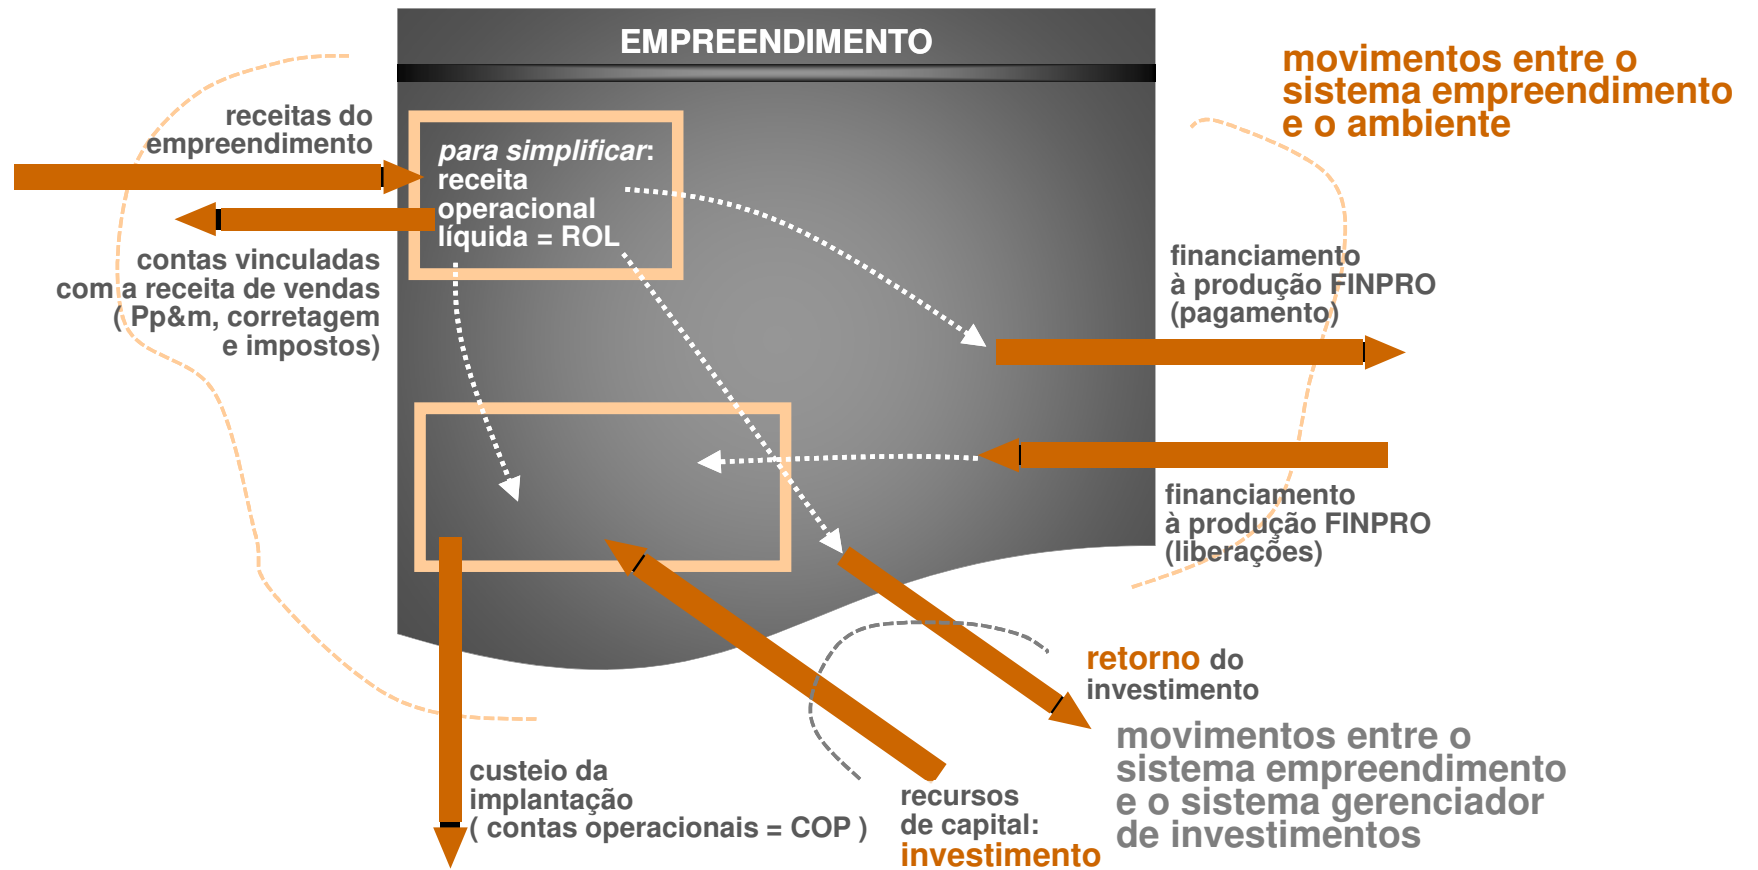 EMPREENDIMENTO
movimentos entre o
sistema empreendimento
e o ambiente
receitas do
empreendimento
para simplificar:
receita
operacional
líquida = ROL
contas vinculadas
com a receita de vendas
( Pp&m, corretagem
e impostos)
financiamento
à produção FINPRO
(pagamento)
financiamento
à produção FINPRO
(liberações)
retorno do
investimento
movimentos entre o
sistema empreendimento
e o sistema gerenciador
de investimentos
custeio da
implantação
( contas operacionais = COP )
recursos
de capital:
investimento